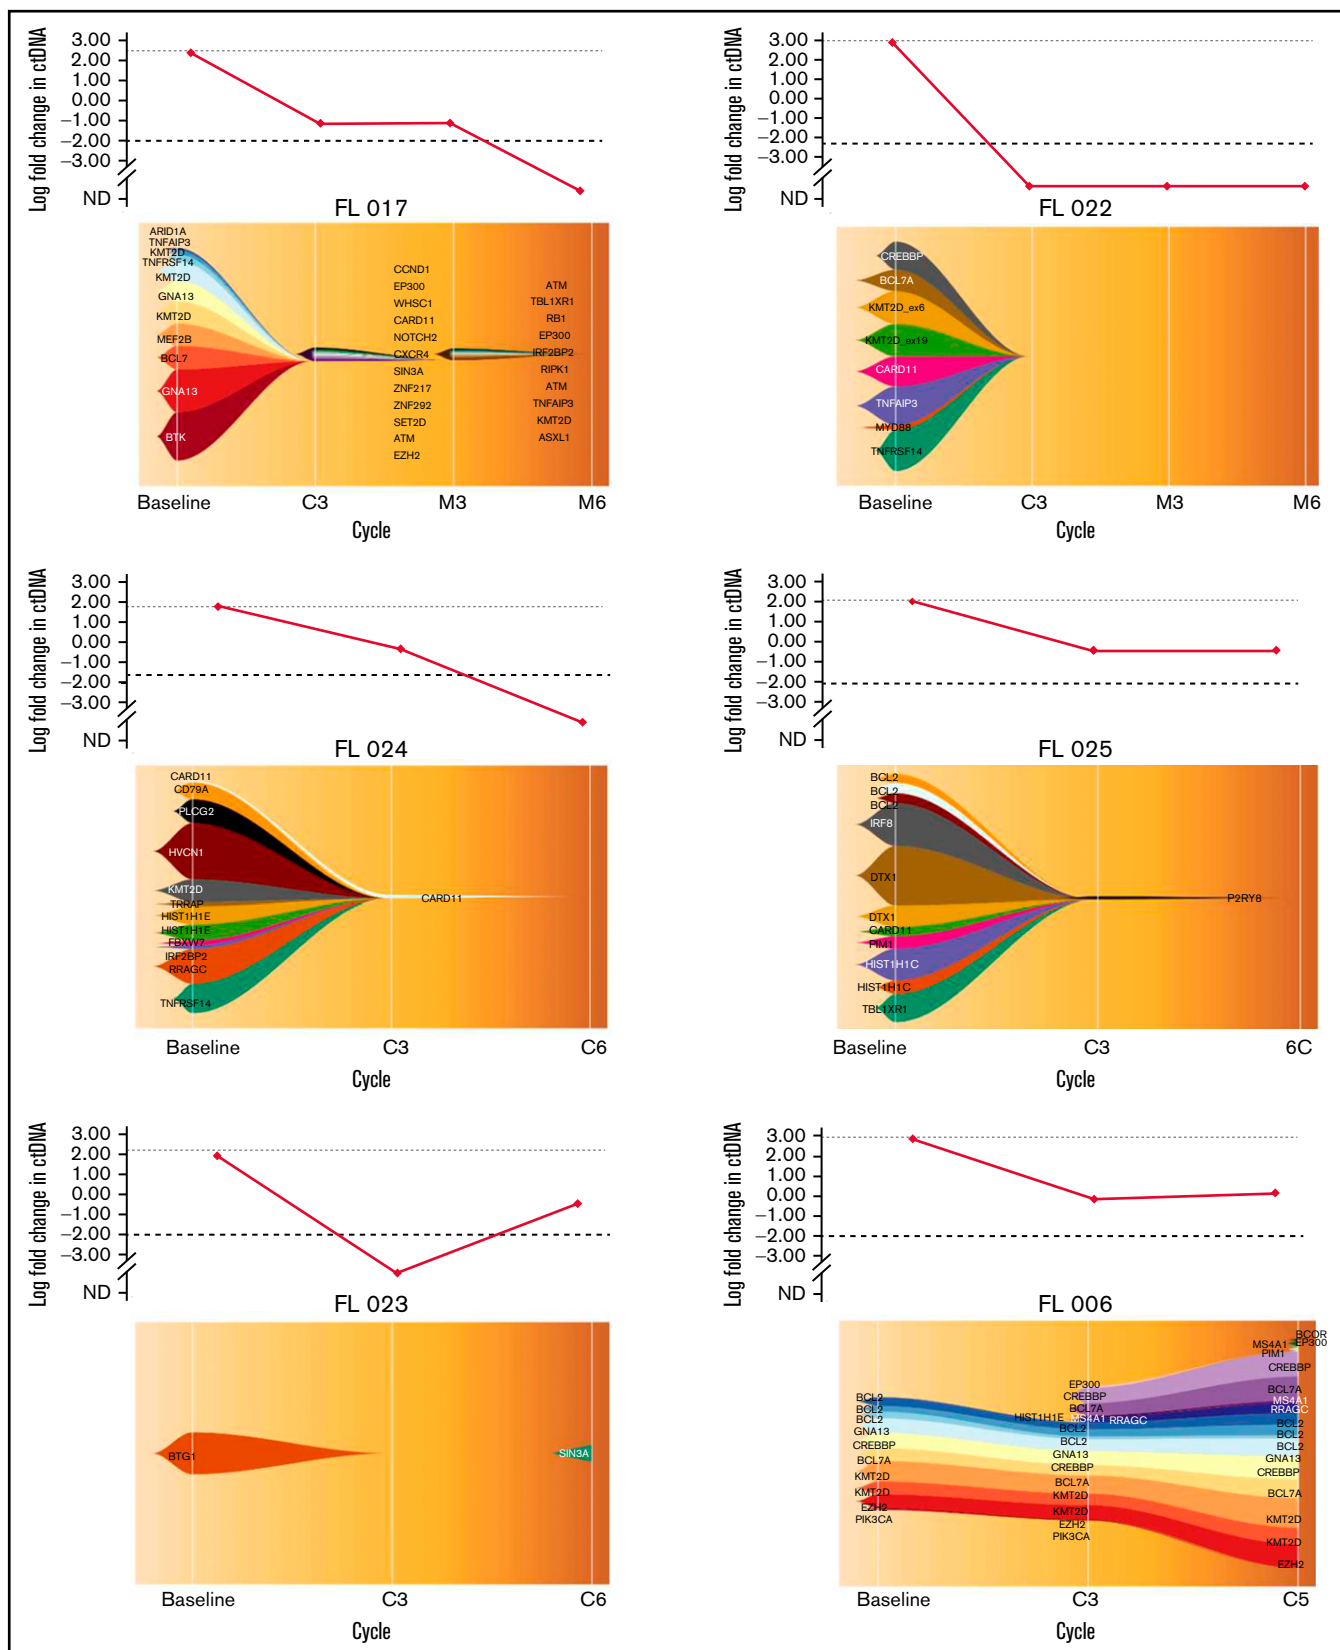 Log fold change in ctDNA
3.00
2.00
1.00
0.00
−1.00
−2.00
−3.00
ND
FL 017
ARID1A
TNFAIP3
KMT2D
TNFRSF14
KMT2D
GNA13
KMT2D
MEF2B
BCL7
GNA13
BTK
CCND1
EP300
WHSC1
CARD11
NOTCH2
CXCR4
SIN3A
ZNF217
ZNF292
SET2D
ATM
EZH2
ATM
TBL1XR1
RB1
EP300
IRF2BP2
RIPK1
ATM
TNFAIP3
KMT2D
ASXL1
Baseline C3 M3 M6
Cycle
Log fold change in ctDNA
3.00
2.00
1.00
0.00
−1.00
−2.00
−3.00
ND
FL 022
CREBBP
BCL7A
KMT2D_ex6
KMT2D_ex19
CARD11
TNFAIP3
MYD88
TNFRSF14
Baseline C3 M3 M6
Cycle
Log fold change in ctDNA
3.00
2.00
1.00
0.00
−1.00
−2.00
−3.00
ND
FL 024
CARD11
CD79A
PLCG2
HVCN1
KMT2D
TRRAP
HIST1H1E
HIST1H1E
FBXW7
IRF2BP2
RRAGC
TNFRSF14
CARD11
Baseline C3 C6
Cycle
Log fold change in ctDNA
3.00
2.00
1.00
0.00
−1.00
−2.00
−3.00
ND
FL 025
BCL2
BCL2
BCL2
IRF8
DTX1
DTX1
CARD11
PIM1
HIST1H1C
HIST1H1C
TBL1XR1
P2RY8
Baseline C3 6C
Cycle
Log fold change in ctDNA
3.00
2.00
1.00
0.00
−1.00
−2.00
−3.00
ND
FL 023
BTG1
SIN3A
Baseline C3 C6
Cycle
Log fold change in ctDNA
3.00
2.00
1.00
0.00
−1.00
−2.00
−3.00
ND
FL 006
BCL2
BCL2
BCL2
GNA13
CREBBP
BCL7A
KMT2D
KMT2D
EZH2
PIK3CA
EP300
CREBBP
BCL7A
HIST1H1E MS4A1 RRAGC
BCL2
BCL2
GNA13
CREBBP
BCL7A
KMT2D
KMT2D
EZH2
PIK3CA
BCOR
MS4A1 EP300
PIM1
CREBBP
BCL7A
MS4A1
RRAGC
BCL2
BCL2
BCL2
GNA13
CREBBP
BCL7A
KMT2D
KMT2D
EZH2
Baseline C3 C5
Cycle